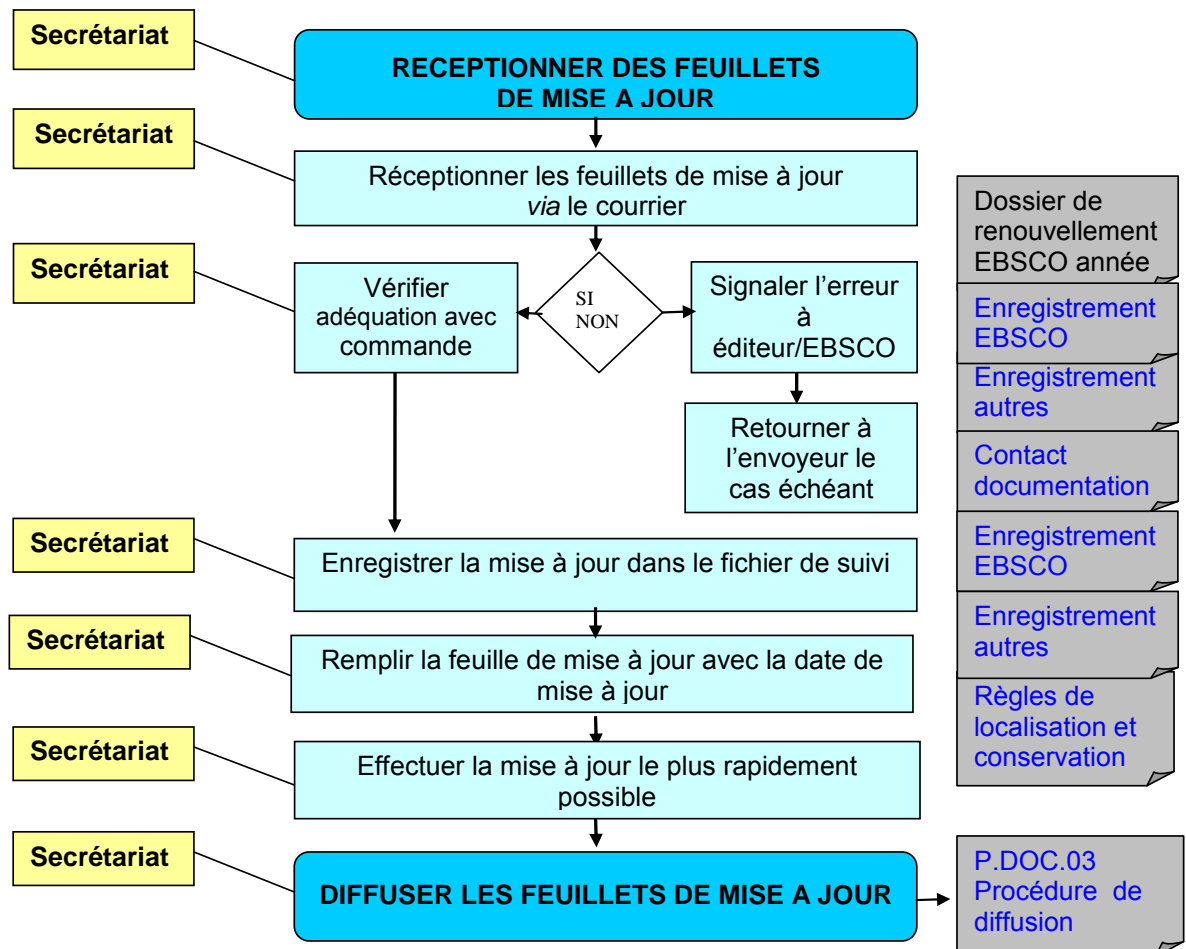 Secrétariat
RECEPTIONNER DES FEUILLETS
DE MISE A JOUR
Secrétariat
Réceptionner les feuillets de mise à jour
via le courrier
Secrétariat
Vérifier
adéquation avec
commande
SI
NON
Signaler l’erreur
à
éditeur/EBSCO
Retourner à
l’envoyeur le
cas échéant
Secrétariat
Enregistrer la mise à jour dans le fichier de suivi
Secrétariat
Remplir la feuille de mise à jour avec la date de
mise à jour
Secrétariat
Effectuer la mise à jour le plus rapidement
possible
Secrétariat
DIFFUSER LES FEUILLETS DE MISE A JOUR
Dossier de
renouvellement
EBSCO année
Enregistrement
EBSCO
Enregistrement
autres
Contact
documentation
Enregistrement
EBSCO
Enregistrement
autres
Règles de
localisation et
conservation
P.DOC.03
Procédure de
diffusion